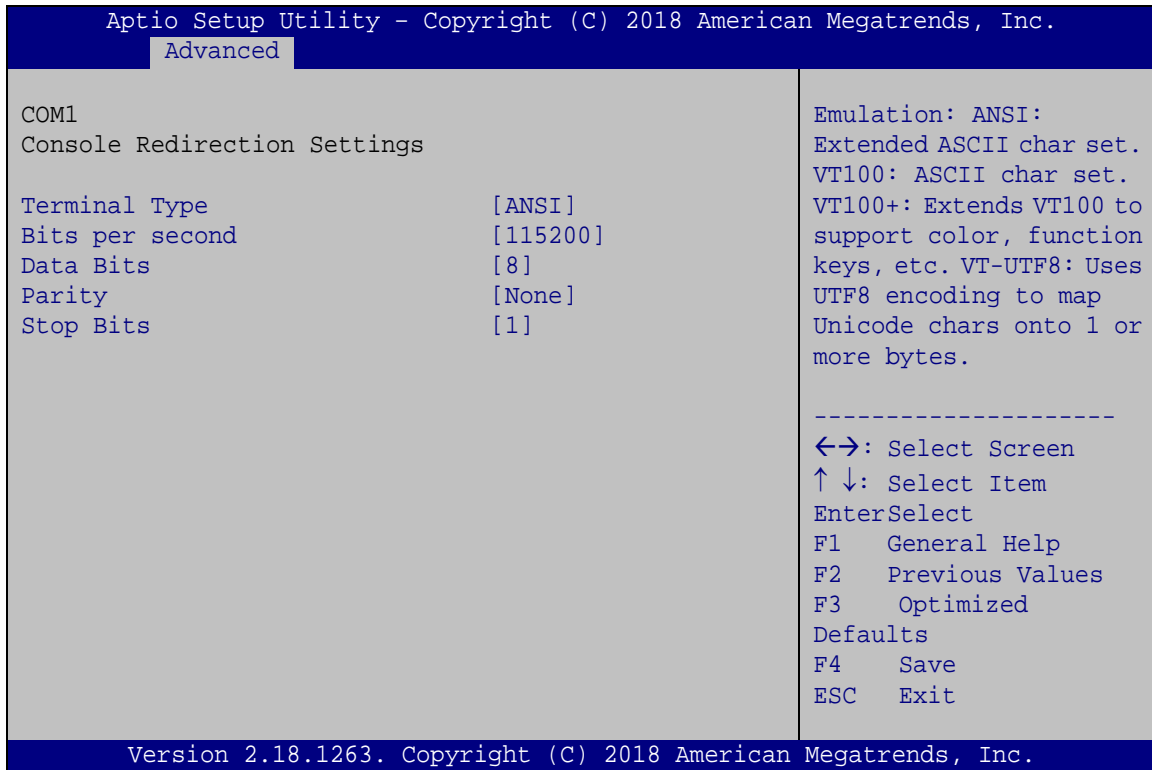 Aptio Setup Utility – Copyright (C) 2018 American Megatrends, Inc.
Advanced
COM1
Console Redirection Settings
Terminal Type [ANSI]
Bits per second [115200]
Data Bits [8]
Parity [None]
Stop Bits [1]
Emulation: ANSI:
Extended ASCII char set.
VT100: ASCII char set.
VT100+: Extends VT100 to
support color, function
keys, etc. VT-UTF8: Uses
UTF8 encoding to map
Unicode chars onto 1 or
more bytes.
---------------------
←→: Select Screen
↑ ↓: Select Item
EnterSelect
F1 General Help
F2 Previous Values
F3 Optimized
Defaults
F4 Save
ESC Exit
Version 2.18.1263. Copyright (C) 2018 American Megatrends, Inc.